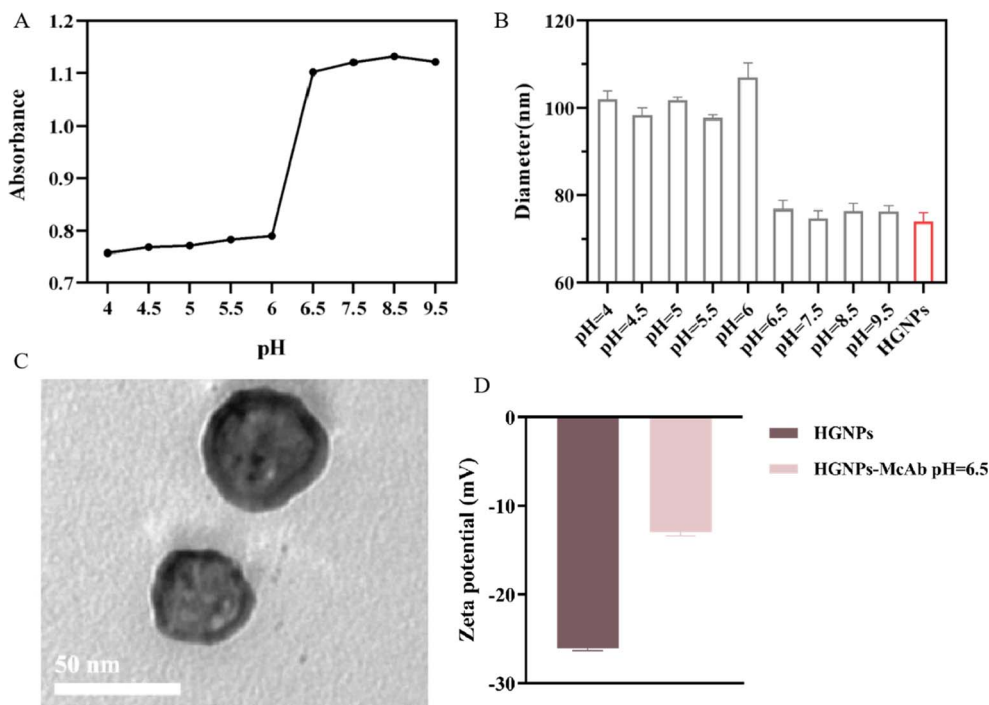 A
Absorbance
1.2
1.1
1.0
0.9
0.8
0.7
4 4.5 5 5.5 6 6.5 7.5 8.5 9.5
pH
B
Diameter(nm)
120
100
80
60
pH=4
pH=4.5
pH=5
pH=5.5
pH=6
pH=6.5
pH=7.5
pH=8.5
pH=9.5
HGNPs
C
50 nm
D
Zeta potential (mV)
0
-10
-20
-30
HGNPs
HGNPs-McAb pH=6.5